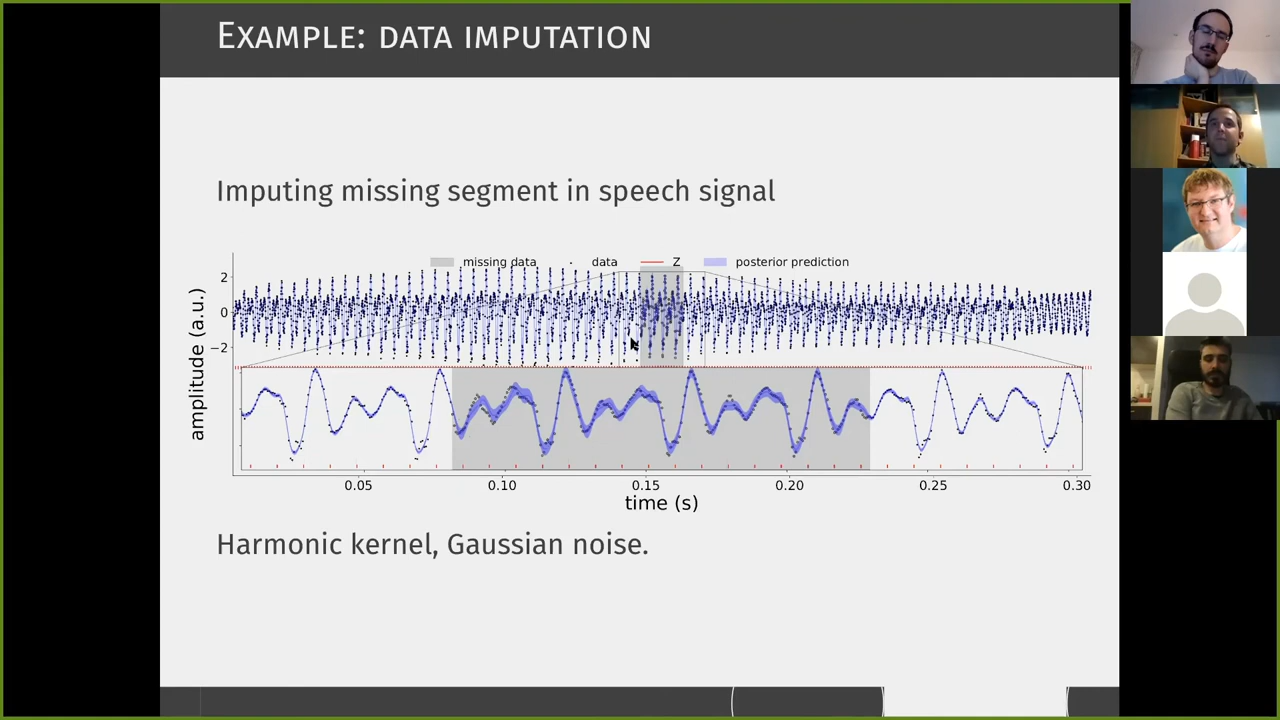 EXAMPLE: DATA IMPUTATION
Imputing missing segment in speech signal
missing data data Z posterior prediction
2
0
−2
amplitude (a.u.)
0.05 0.10 0.15 0.20 0.25 0.30
time (s)
Harmonic kernel, Gaussian noise.